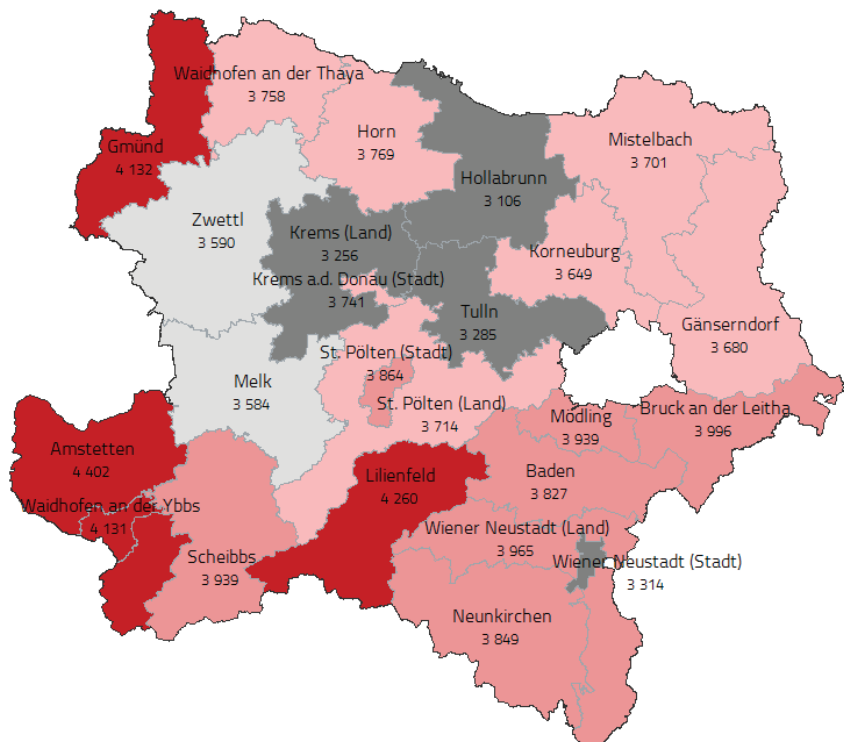 Waidhofen an der Thaya
3 758
Horn
3 769
Gmünd
4 132
Mistelbach
3 701
Hollabrunn
3 106
Zwettl
3 590
Krems (Land)
3 256
Korneuburg
3 649
Krems a.d. Donau (Stadt)
3 741
Tulln
3 285
Gänserndorf
3 680
St. Pölten (Stadt)
3 864
Melk
3 584
St. Pölten (Land)
3 714
Mödling
3 939
Bruck an der Leitha
3 996
Amstetten
4 402
Lilienfeld
4 260
Baden
3 827
Waidhofen an der Ybbs
4 131
Wiener Neustadt (Land)
3 965
Scheibbs
3 939
Wiener Neustadt (Stadt)
3 314
Neunkirchen
3 849